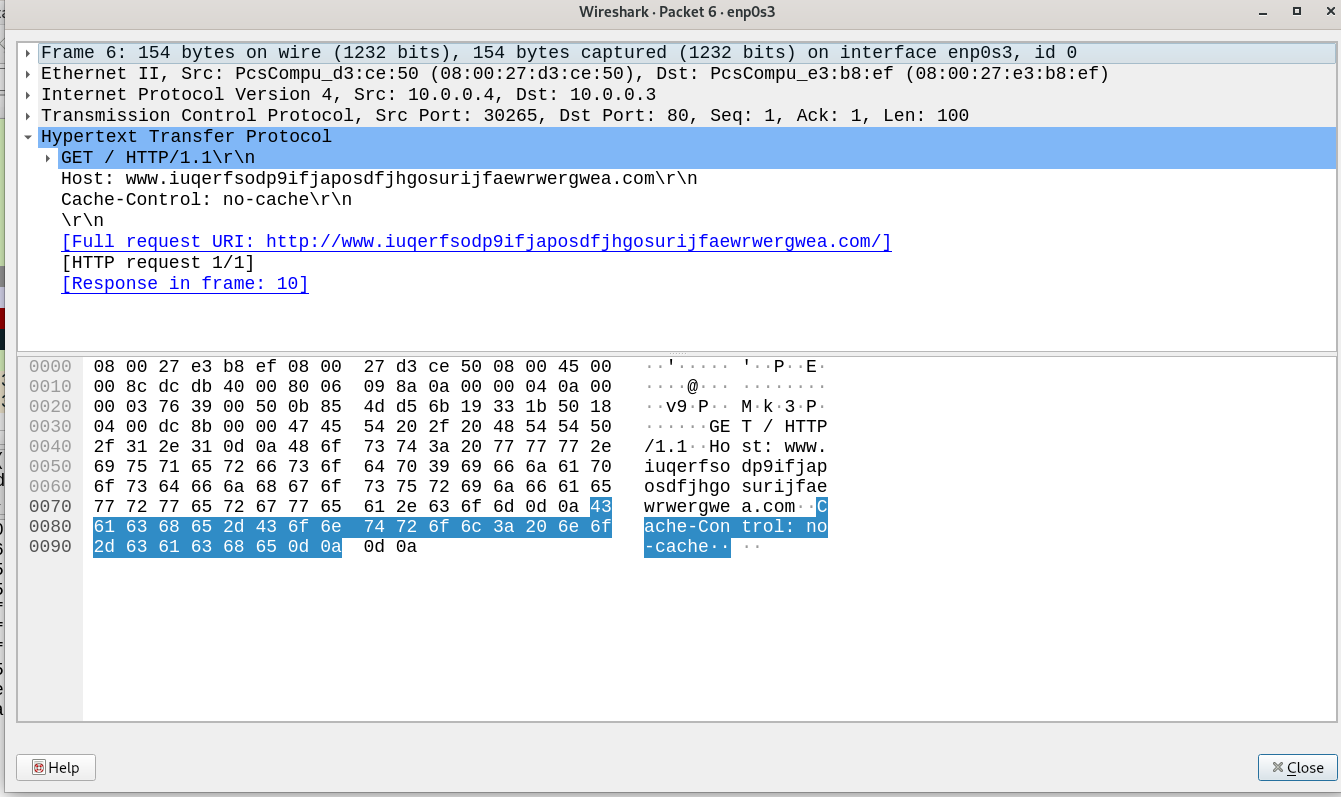 Wireshark · Packet 6 · enp0s3
Frame 6: 154 bytes on wire (1232 bits), 154 bytes captured (1232 bits) on interface enp0s3, id 0
Ethernet II, Src: PcsCompu_d3:ce:50 (08:00:27:d3:ce:50), Dst: PcsCompu_e3:b8:ef (08:00:27:e3:b8:ef)
Internet Protocol Version 4, Src: 10.0.0.4, Dst: 10.0.0.3
Transmission Control Protocol, Src Port: 30265, Dst Port: 80, Seq: 1, Ack: 1, Len: 100
Hypertext Transfer Protocol
GET / HTTP/1.1\r\n
Host: www.iuqerfsodp9ifjaposdfjhgosurijfaewrwergwea.com\r\n
Cache-Control: no-cache\r\n
\r\n
[Full request URI: http://www.iuqerfsodp9ifjaposdfjhgosurijfaewrwergwea.com/]
[HTTP request 1/1]
[Response in frame: 10]
0000 08 00 27 e3 b8 ef 08 00 27 d3 ce 50 08 00 45 00 ··'····· '··P··E·
0010 00 8c dc db 40 00 80 06 09 8a 0a 00 00 04 0a 00 ····@··· ········
0020 00 03 76 39 00 50 0b 85 4d d5 6b 19 33 1b 50 18 ··v9·P·· M·k·3·P·
0030 04 00 dc 8b 00 00 47 45 54 20 2f 20 48 54 54 50 ······GE T / HTTP
0040 2f 31 2e 31 0d 0a 48 6f 73 74 3a 20 77 77 77 2e /1.1··Ho st: www.
0050 69 75 71 65 72 66 73 6f 64 70 39 69 66 6a 61 70 iuqerfso dp9ifjap
0060 6f 73 64 66 6a 68 67 6f 73 75 72 69 6a 66 61 65 osdfjhgo surijfae
0070 77 72 77 65 72 67 77 65 61 2e 63 6f 6d 0d 0a 43 wrwergwe a.com··C
0080 61 63 68 65 2d 43 6f 6e 74 72 6f 6c 3a 20 6e 6f ache-Con trol: no
0090 2d 63 61 63 68 65 0d 0a 0d 0a -cache·· ··
Help
Close